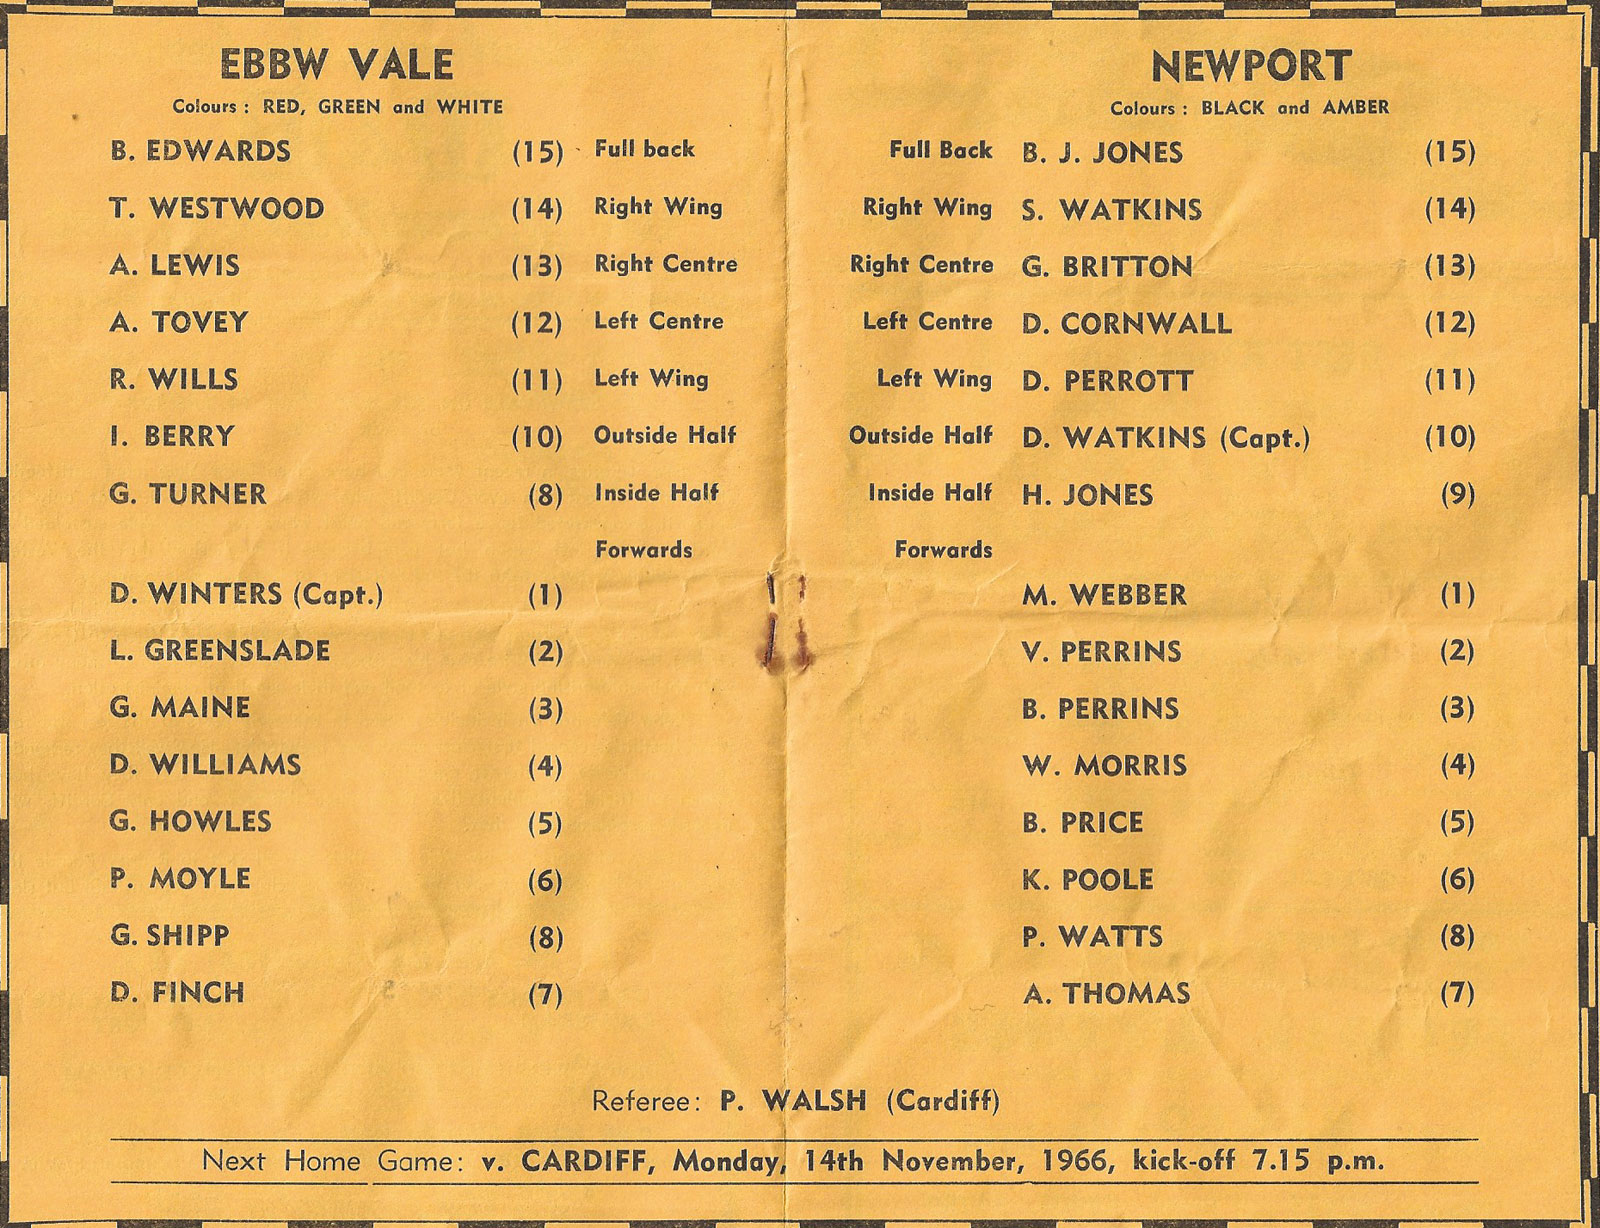 EBBW VALE
Colours : RED, GREEN and WHITE
B. EDWARDS (15) Full back
T. WESTWOOD (14) Right Wing
A. LEWIS (13) Right Centre
A. TOVEY (12) Left Centre
R. WILLS (11) Left Wing
I. BERRY (10) Outside Half
G. TURNER (8) Inside Half
Forwards
D. WINTERS (Capt.) (1)
L. GREENSLADE (2)
G. MAINE (3)
D. WILLIAMS (4)
G. HOWLES (5)
P. MOYLE (6)
G. SHIPP (8)
D. FINCH (7)
NEWPORT
Colours : BLACK and AMBER
Full Back B. J. JONES (15)
Right Wing S. WATKINS (14)
Right Centre G. BRITTON (13)
Left Centre D. CORNWALL (12)
Left Wing D. PERROTT (11)
Outside Half D. WATKINS (Capt.) (10)
Inside Half H. JONES (9)
Forwards
M. WEBBER (1)
V. PERRINS (2)
B. PERRINS (3)
W. MORRIS (4)
B. PRICE (5)
K. POOLE (6)
P. WATTS (8)
A. THOMAS (7)
Referee: P. WALSH (Cardiff)
Next Home Game: v. CARDIFF, Monday, 14th November, 1966, kick-off 7.15 p.m.